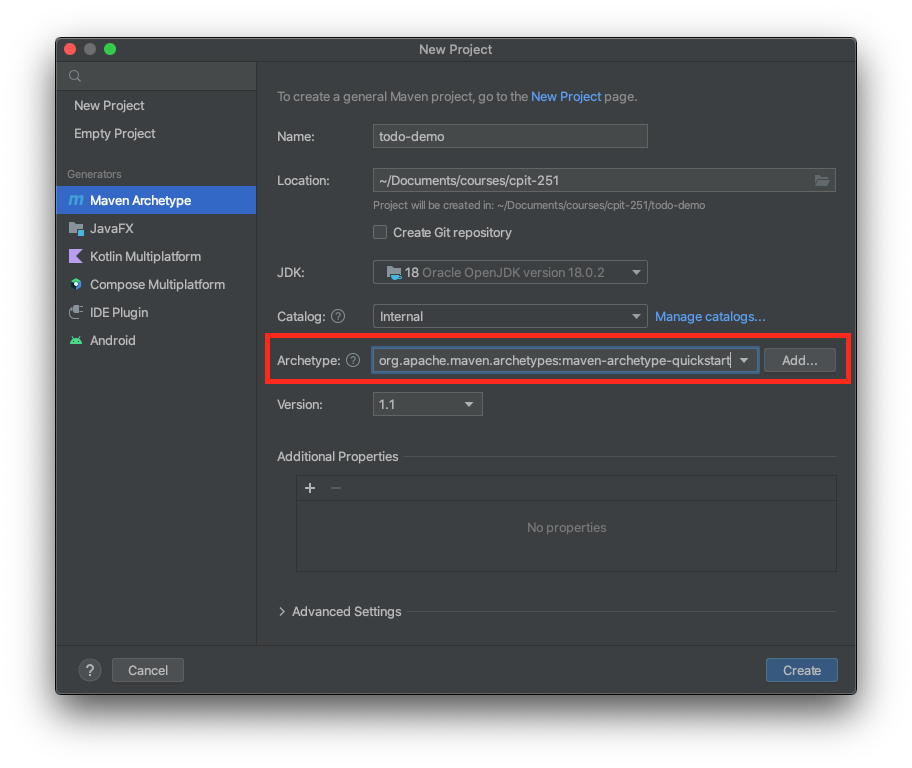 New Project
New Project
Empty Project
Generators
Maven Archetype
JavaFX
Kotlin Multiplatform
Compose Multiplatform
IDE Plugin
Android
To create a general Maven project, go to the New Project page.
Name: todo-demo
Location: ~/Documents/courses/cpit-251
Project will be created in: ~/Documents/courses/cpit-251/todo-demo
Create Git repository
JDK: 18 Oracle OpenJDK version 18.0.2
Catalog: ? Internal Manage catalogs...
Archetype: ? org.apache.maven.archetypes:maven-archetype-quickstart Add...
Version: 1.1
Additional Properties
+ −
No properties
> Advanced Settings
? Cancel Create